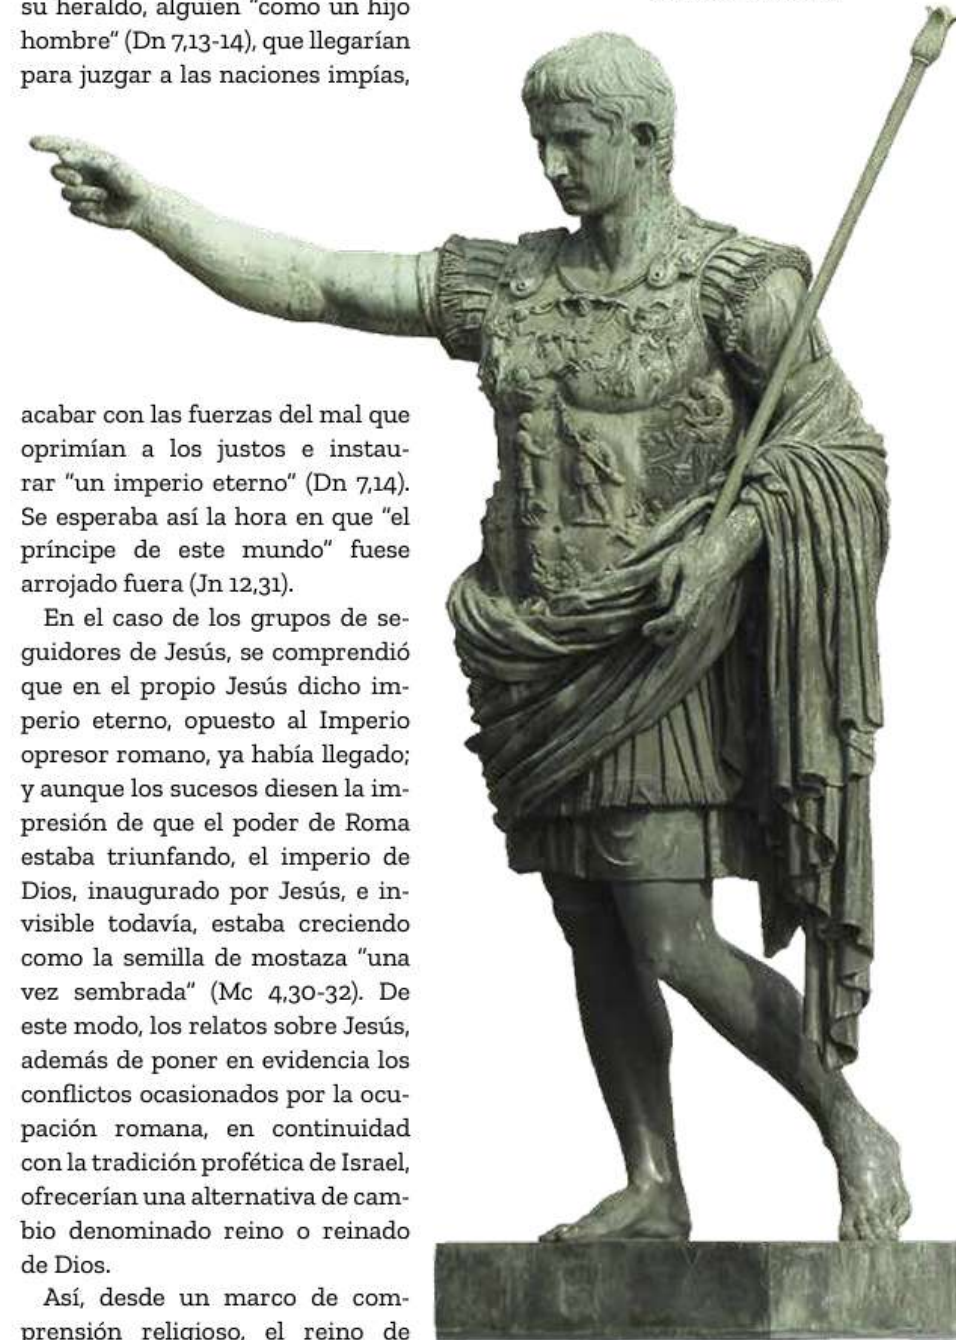 su heraldo, alguien “como un hijo
hombre” (Dn 7,13-14), que llegarían
para juzgar a las naciones impías,
acabar con las fuerzas del mal que
oprimían a los justos e instau-
rar “un imperio eterno” (Dn 7,14).
Se esperaba así la hora en que “el
príncipe de este mundo” fuese
arrojado fuera (Jn 12,31).
En el caso de los grupos de se-
guidores de Jesús, se comprendió
que en el propio Jesús dicho im-
perio eterno, opuesto al Imperio
opresor romano, ya había llegado;
y aunque los sucesos diesen la im-
presión de que el poder de Roma
estaba triunfando, el imperio de
Dios, inaugurado por Jesús, e in-
visible todavía, estaba creciendo
como la semilla de mostaza “una
vez sembrada” (Mc 4,30-32). De
este modo, los relatos sobre Jesús,
además de poner en evidencia los
conflictos ocasionados por la ocu-
pación romana, en continuidad
con la tradición profética de Israel,
ofrecerían una alternativa de cam-
bio denominado reino o reinado
de Dios.
Así, desde un marco de com-
prensión religioso, el reino de